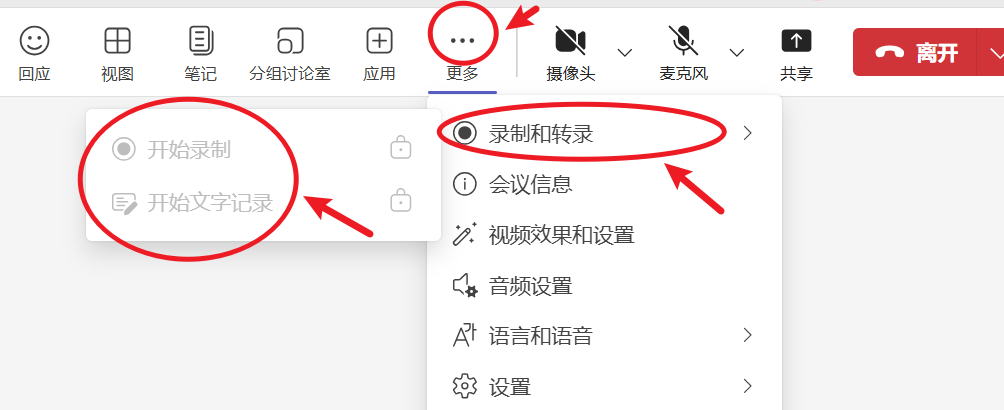 回应
视图
笔记
分组讨论室
应用
更多
摄像头
麦克风
共享
离开
开始录制
开始文字记录
录制和转录
会议信息
视频效果和设置
音频设置
语言和语音
设置